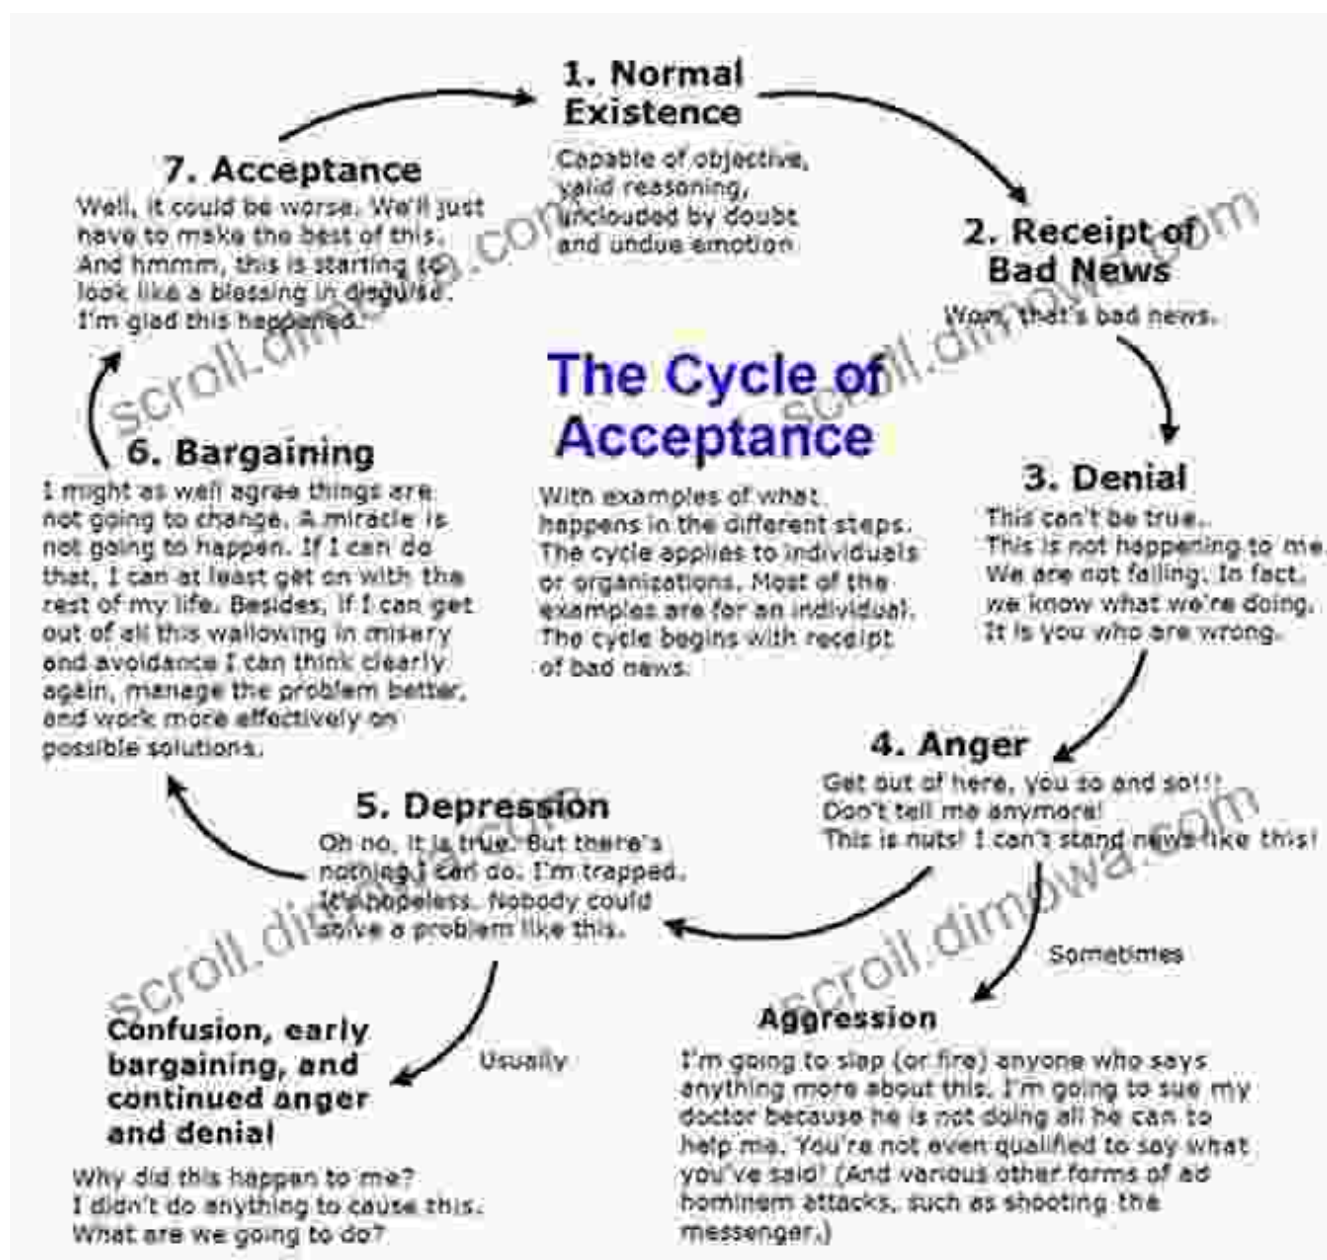 1. Normal
Existence
Capable of objective,
valid reasoning,
unclouded by doubt
and undue emotion
2. Receipt of
Bad News
Wow, that's bad news.
3. Denial
This can't be true.
This is not happening to me.
We are not failing. In fact,
we know what we're doing.
It is you who are wrong.
4. Anger
Get out of here, you so and so!!!
Don't tell me anymore!
This is nuts! I can't stand news like this!
Sometimes
Aggression
I'm going to slap (or fire) anyone who says
anything more about this. I'm going to sue my
doctor because he is not doing all he can to
help me. You're not even qualified to say what
you've said! (And various other forms of ad
hominem attacks, such as shooting the
messenger.)
5. Depression
Oh no, it is true. But there's
nothing I can do. I'm trapped.
It's hopeless. Nobody could
solve a problem like this.
Usually
Confusion, early
bargaining, and
continued anger
and denial
Why did this happen to me?
I didn't do anything to cause this.
What are we going to do?
6. Bargaining
I might as well agree things are
not going to change. A miracle is
not going to happen. If I can do
that, I can at least get on with the
rest of my life. Besides, if I can get
out of all this wallowing in misery
and avoidance I can think clearly
again, manage the problem better,
and work more effectively on
possible solutions.
7. Acceptance
Well, it could be worse. We'll just
have to make the best of this.
And hmmm, this is starting to
look like a blessing in disguise.
I'm glad this happened.
The Cycle of
Acceptance
With examples of what
happens in the different steps.
The cycle applies to individuals
or organizations. Most of the
examples are for an individual.
The cycle begins with receipt
of bad news.
scroll.dimowa.com
scroll.dimowa.com
scroll.dimowa.com
scroll.dimowa.com